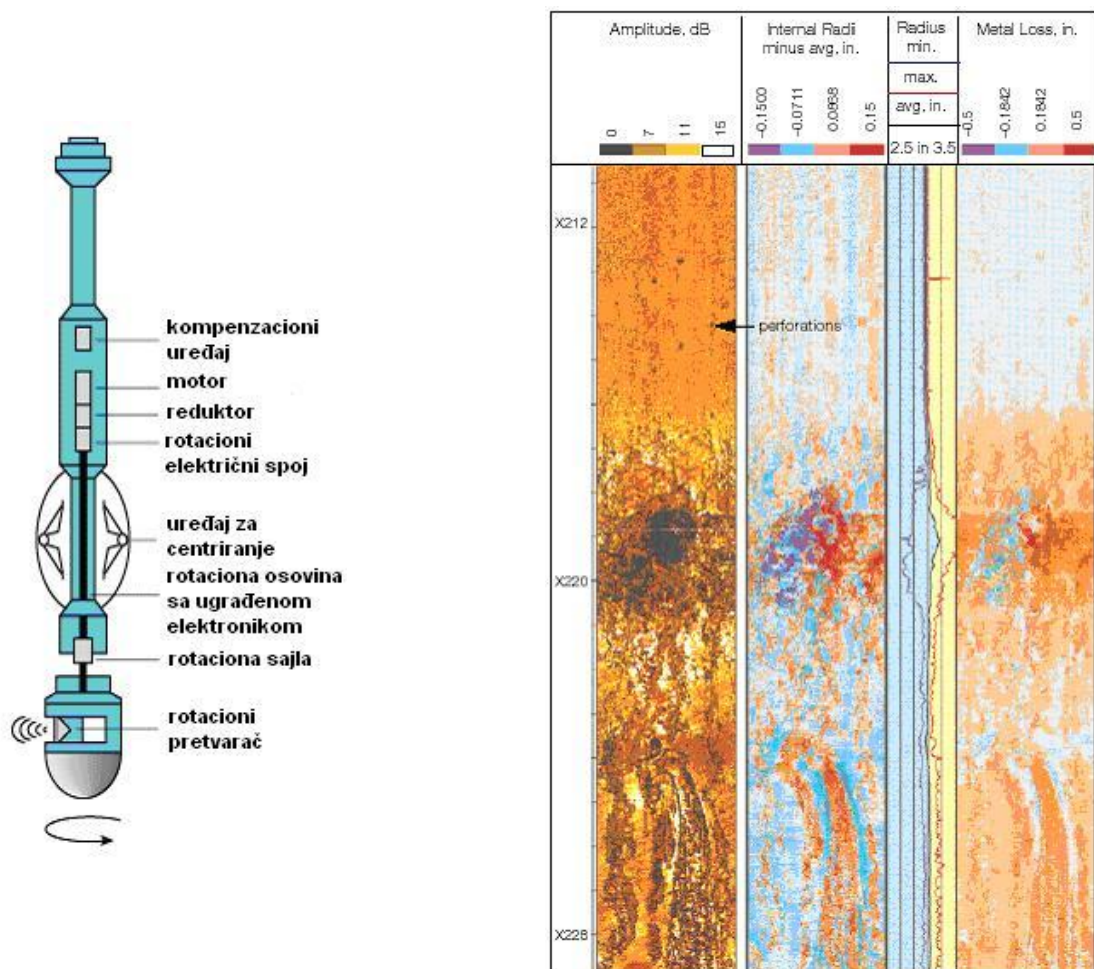 kompenzacioni
uređaj
motor
reduktor
rotacioni
električni spoj
uređaj za
centriranje
rotaciona osovina
sa ugrađenom
elektronikom
rotaciona sajla
rotacioni
pretvarač
Amplitude, dB
0
7
11
15
Internal Radii
minus avg, in.
-0.1500
-0.0711
0.0868
0.15
Radius
min.
max.
avg, in.
2.5 in 3.5
Metal Loss, in.
-0.5
-0.1842
0.1842
0.5
X212
perforations
X220
X228